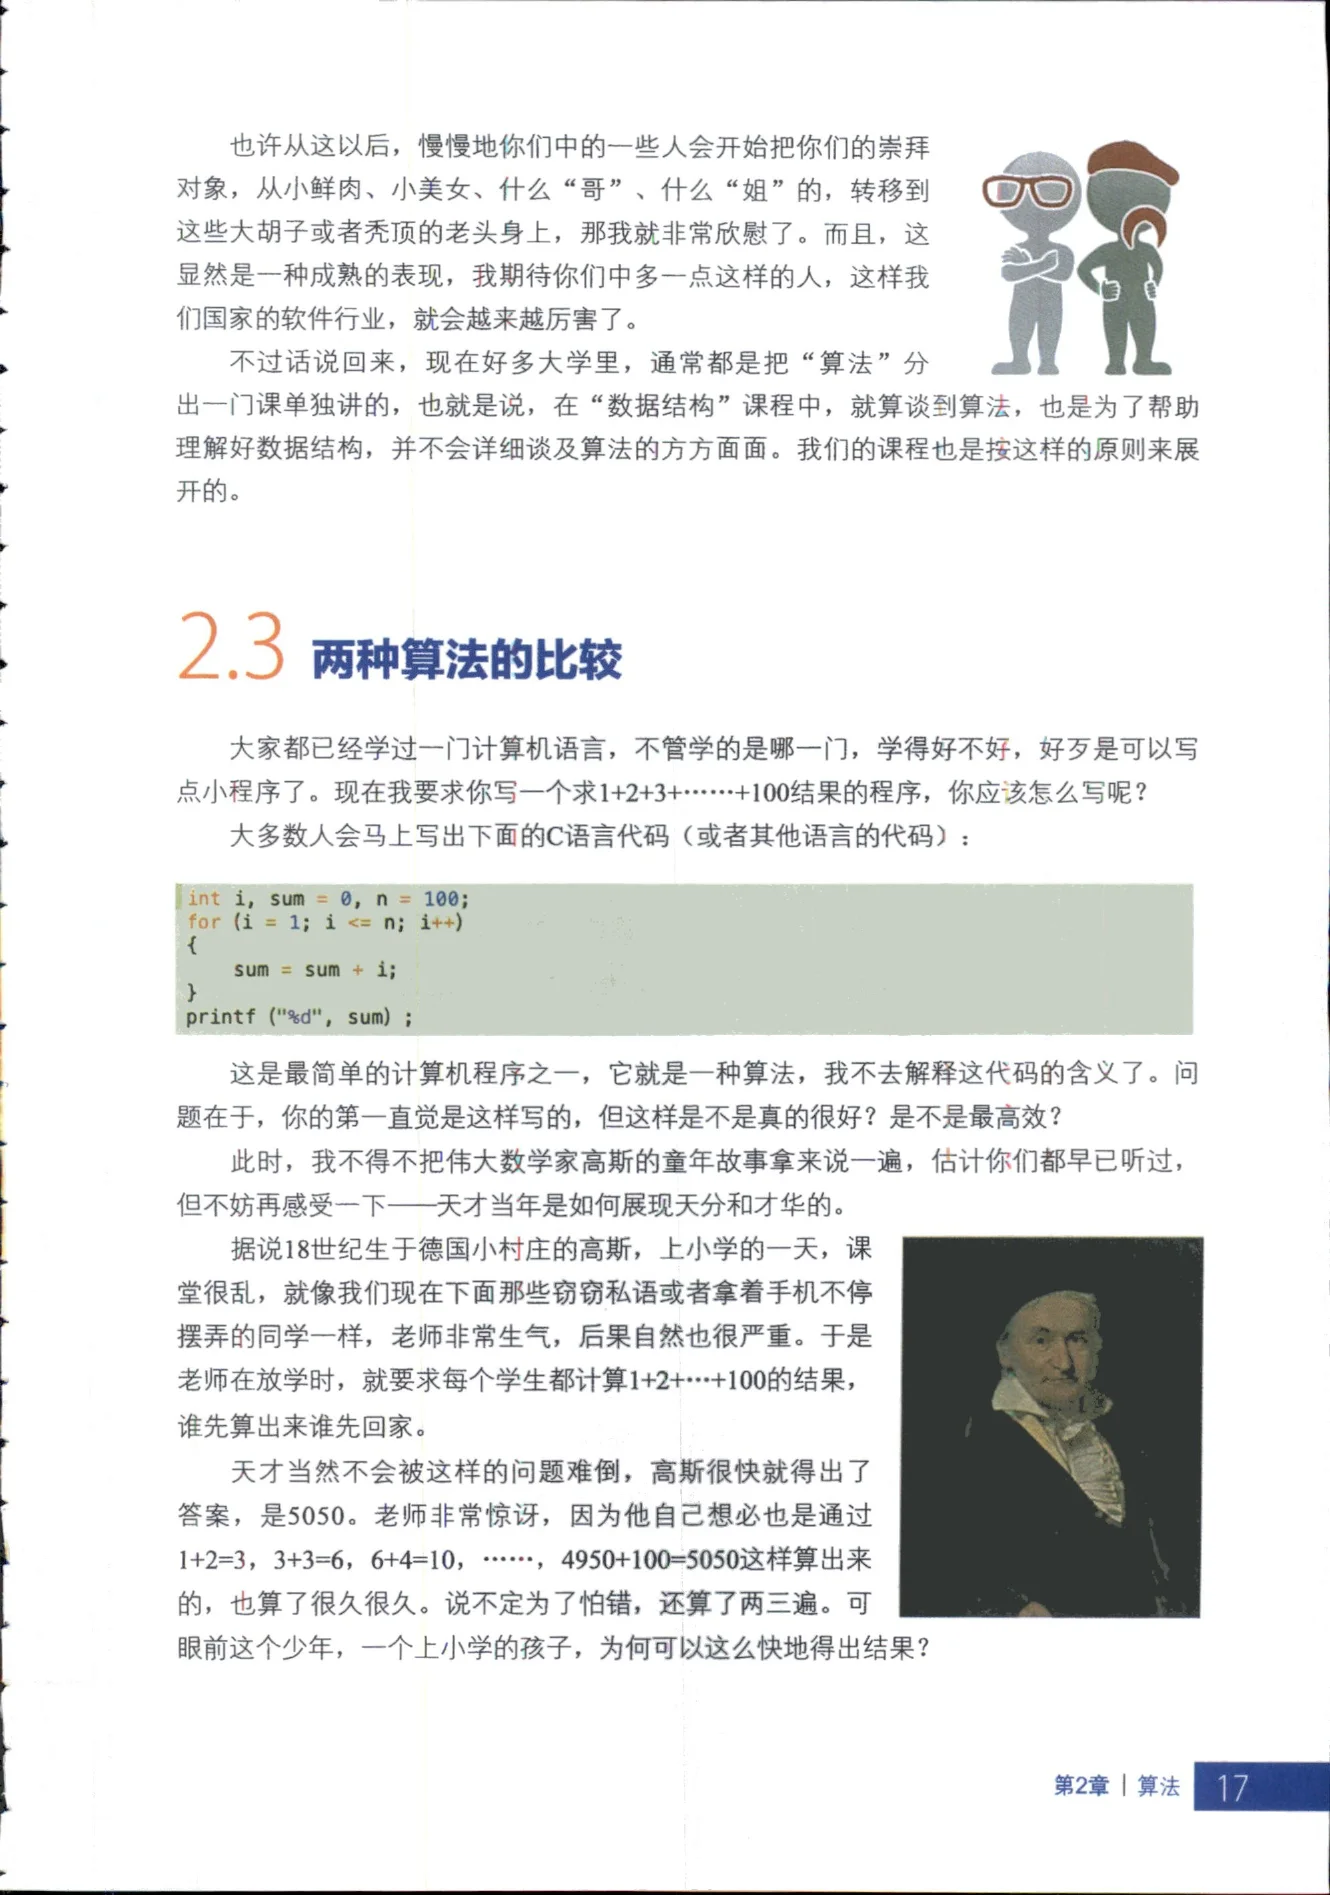 也许从这以后，慢慢地你们中的一些人会开始把你们的崇拜
对象，从小鲜肉、小美女、什么“哥”、什么“姐”的，转移到
这些大胡子或者秃顶的老头身上，那我就非常欣慰了。而且，这
显然是一种成熟的表现，我期待你们中多一点这样的人，这样我
们国家的软件行业，就会越来越厉害了。
不过话说回来，现在好多大学里，通常都是把“算法”分
出一门课单独讲的，也就是说，在“数据结构”课程中，就算谈到算法，也是为了帮助
理解好数据结构，并不会详细谈及算法的方方面面。我们的课程也是按这样的原则来展
开的。
2.3 两种算法的比较
大家都已经学过一门计算机语言，不管学的是哪一门，学得好不好，好歹是可以写
点小程序了。现在我要求你写一个求1+2+3+……+100结果的程序，你应该怎么写呢？
大多数人会马上写出下面的C语言代码（或者其他语言的代码）：
int i, sum = 0, n = 100;
for (i = 1; i <= n; i++)
{
    sum = sum + i;
}
printf ("%d", sum) ;
这是最简单的计算机程序之一，它就是一种算法，我不去解释这代码的含义了。问
题在于，你的第一直觉是这样写的，但这样是不是真的很好？是不是最高效？
此时，我不得不把伟大数学家高斯的童年故事拿来说一遍，估计你们都早已听过，
但不妨再感受一下——天才当年是如何展现天分和才华的。
据说18世纪生于德国小村庄的高斯，上小学的一天，课
堂很乱，就像我们现在下面那些窃窃私语或者拿着手机不停
摆弄的同学一样，老师非常生气，后果自然也很严重。于是
老师在放学时，就要求每个学生都计算1+2+…+100的结果，
谁先算出来谁先回家。
天才当然不会被这样的问题难倒，高斯很快就得出了
答案，是5050。老师非常惊讶，因为他自己想必也是通过
1+2=3，3+3=6，6+4=10，……，4950+100=5050这样算出来
的，也算了很久很久。说不定为了怕错，还算了两三遍。可
眼前这个少年，一个上小学的孩子，为何可以这么快地得出结果？
第2章 | 算法 17